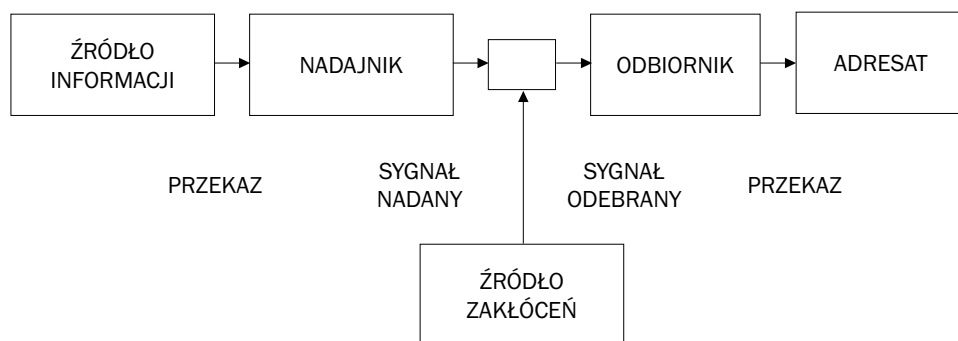 ŹRÓDŁO
INFORMACJI
NADAJNIK
ODBIORNIK
ADRESAT
PRZEKAZ
SYGNAŁ
NADANY
SYGNAŁ
ODEBRANY
PRZEKAZ
ŹRÓDŁO
ZAKŁÓCEŃ